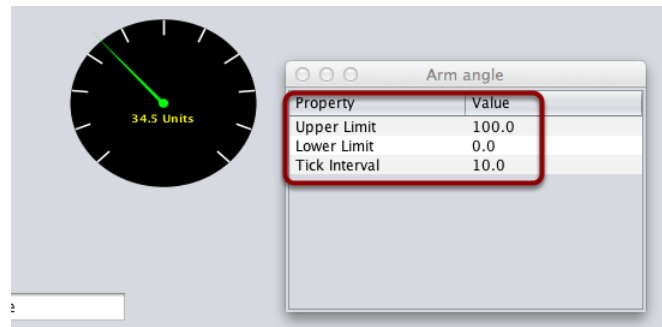 34.5 Units
Arm angle
Property Value
Upper Limit 100.0
Lower Limit 0.0
Tick Interval 10.0
e